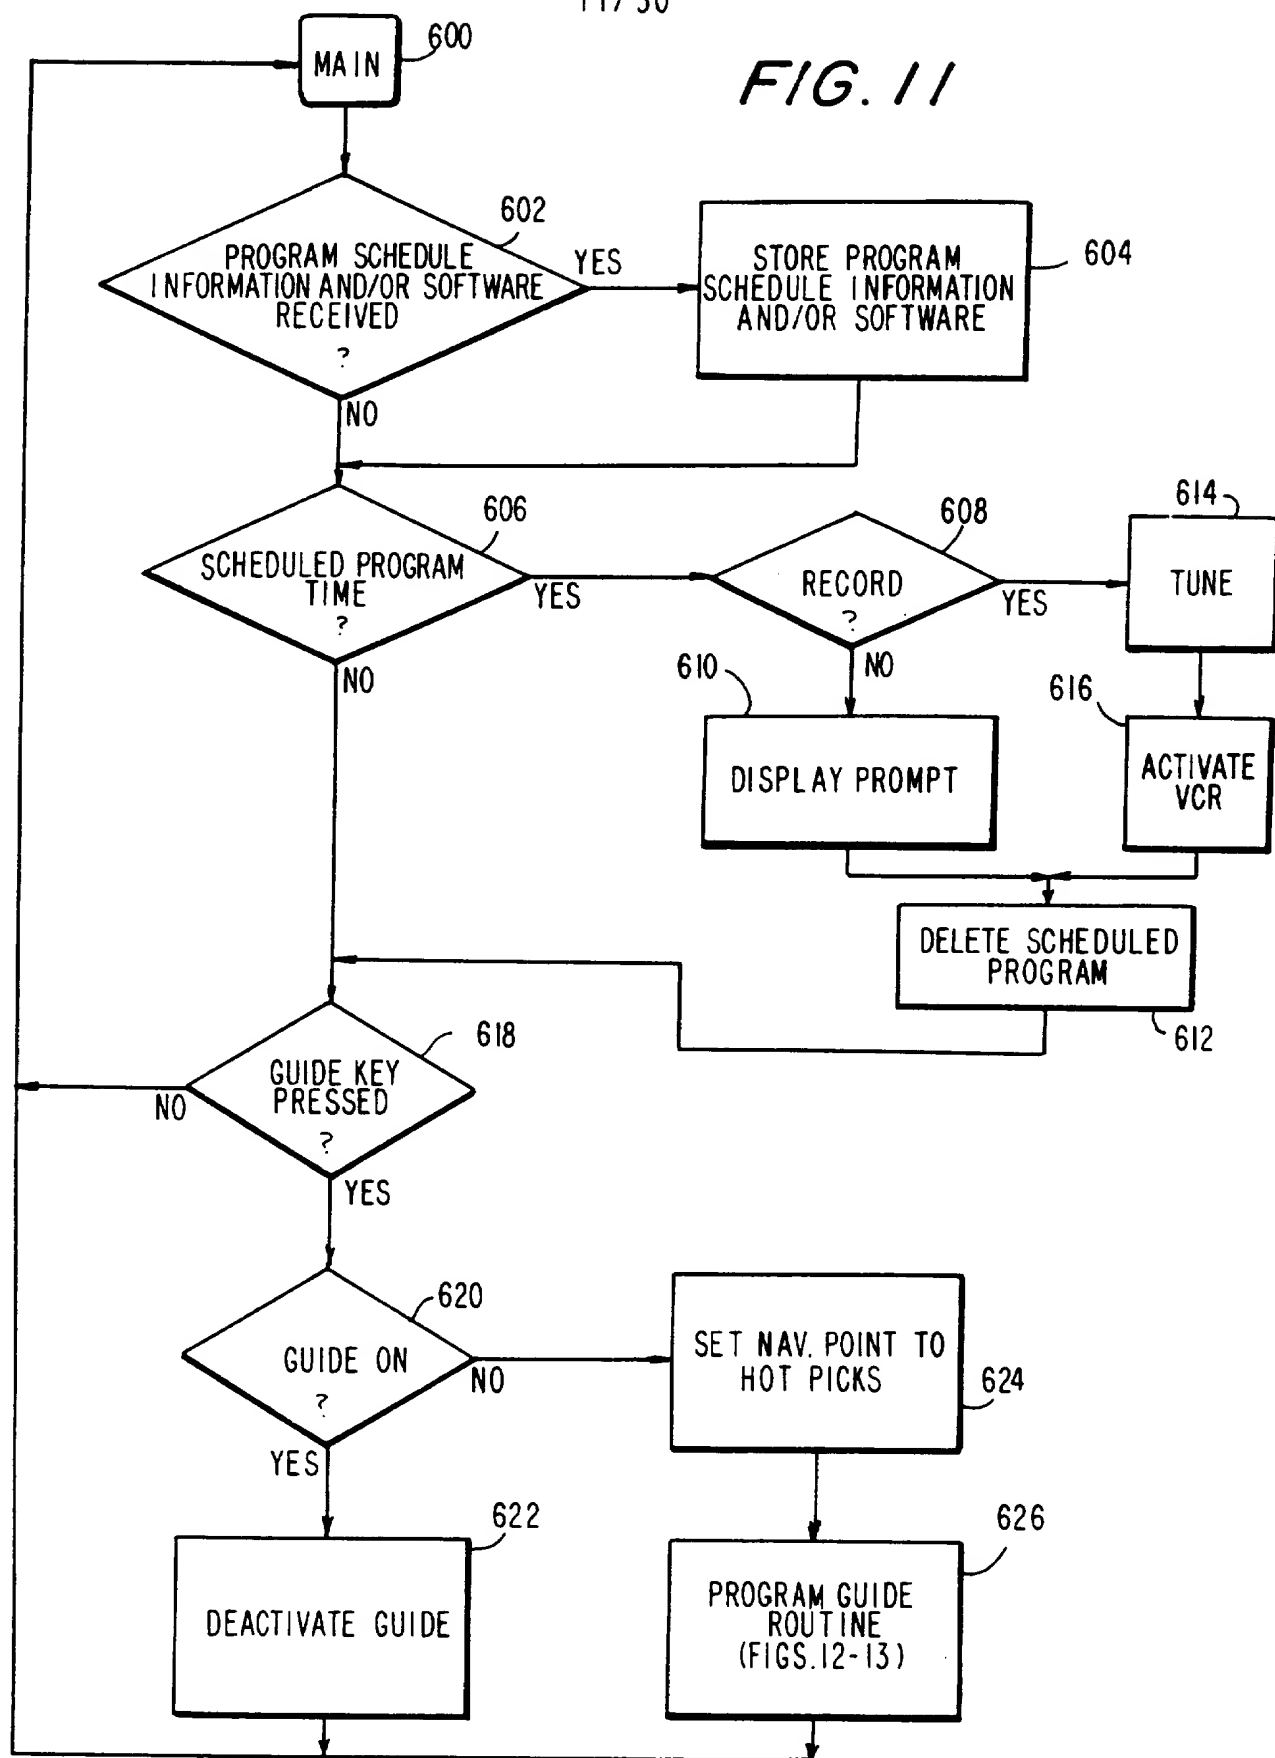 FIG. 11
MAIN
600
602
PROGRAM SCHEDULE
INFORMATION AND/OR SOFTWARE
RECEIVED
?
YES
NO
STORE PROGRAM
SCHEDULE INFORMATION
AND/OR SOFTWARE
604
606
SCHEDULED PROGRAM
TIME
?
YES
NO
608
RECORD
?
YES
NO
614
TUNE
610
DISPLAY PROMPT
616
ACTIVATE
VCR
DELETE SCHEDULED
PROGRAM
612
618
GUIDE KEY
PRESSED
?
NO
YES
620
GUIDE ON
?
NO
YES
SET NAV. POINT TO
HOT PICKS
624
622
DEACTIVATE GUIDE
626
PROGRAM GUIDE
ROUTINE
(FIGS.12-13)